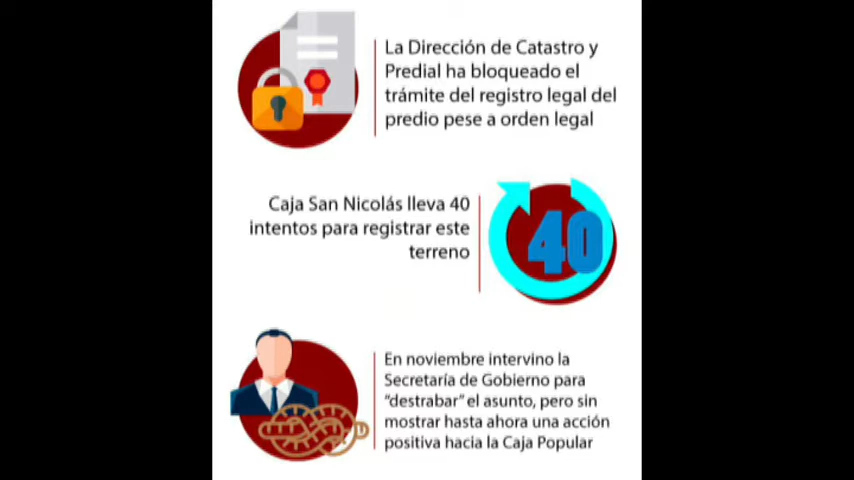 La Dirección de Catastro y
Predial ha bloqueado el
trámite del registro legal del
predio pese a orden legal
Caja San Nicolás lleva 40
intentos para registrar este
terreno
40
En noviembre intervino la
Secretaría de Gobierno para
“destrabar” el asunto, pero sin
mostrar hasta ahora una acción
positiva hacia la Caja Popular